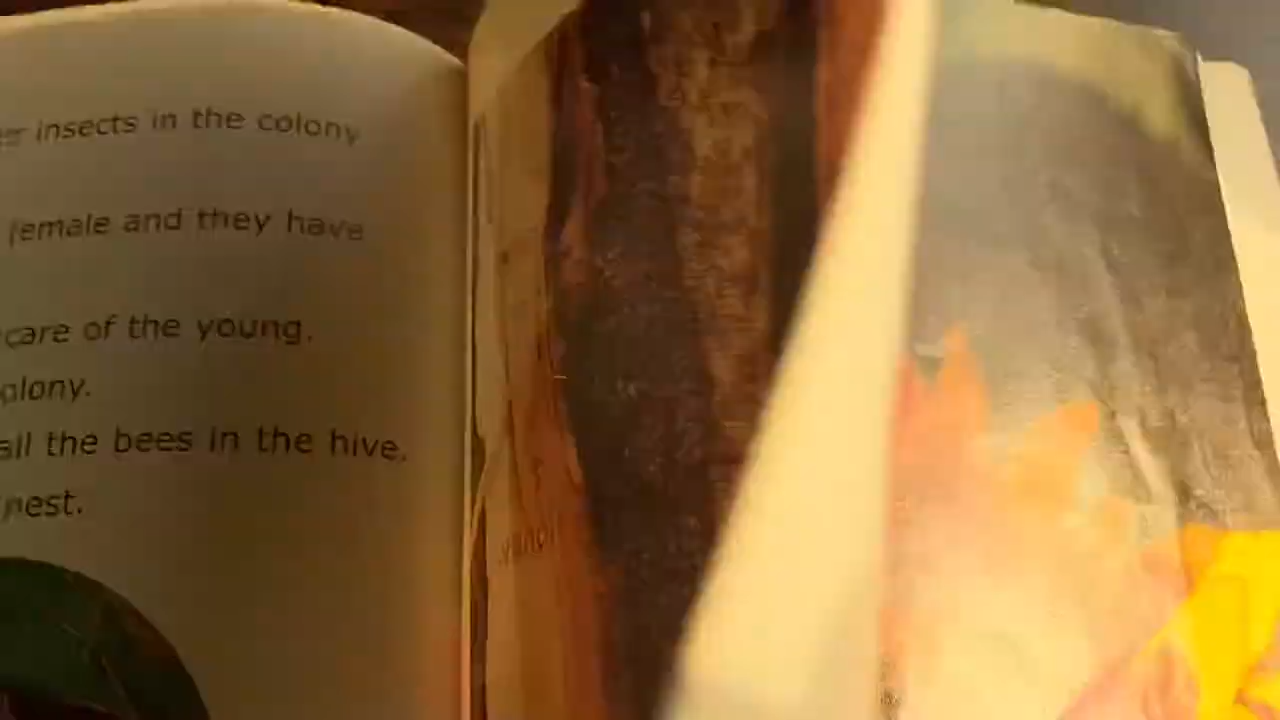 insects in the colony
female and they have
care of the young.
olony.
all the bees in the hive.
nest.